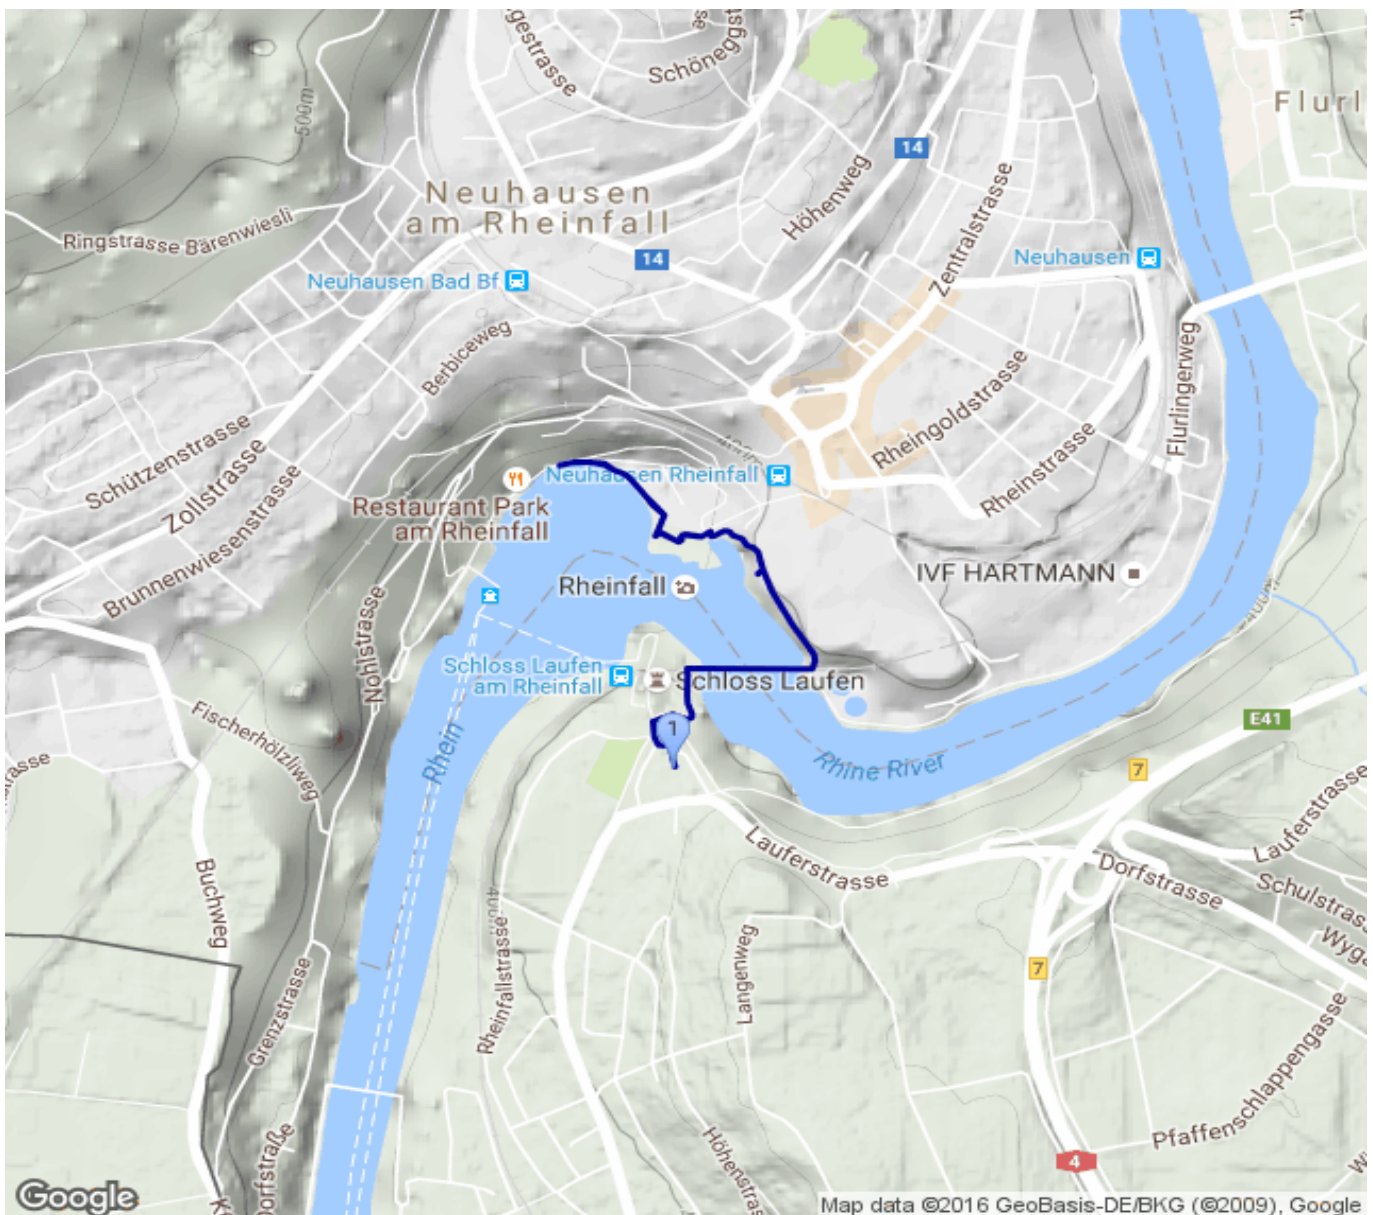 Schöneggst
Flurl
500m
14
Höhenweg
Neuhausen
am Rheinfall
Zentralstrasse
Ringstrasse Bärenwiesli
14
Neuhausen
Neuhausen Bad Bf
Flurlingerweg
Berbiceweg
Rheingoldstrasse
Schützenstrasse
Zollstrasse
Neuhausen Rheinfall
Rheinstrasse
Restaurant Park
am Rheinfall
Brunnenwiesenstrasse
Rheinfall
IVF HARTMANN
Nohlstrasse
Schloss Laufen
am Rheinfall
Schloss Laufen
Fischerhölzliweg
E41
1
Rhein
Rhine River
7
Lauferstrasse
Lauferstrasse
Dorfstrasse
Schulstrass
Buchweg
Langenweg
Rheinfallstrasse
Wyga
7
Grenzstrasse
Pfaffenschlappengasse
Höhenstras
4
Dorfstraße
Google
Map data ©2016 GeoBasis-DE/BKG (©2009), Google